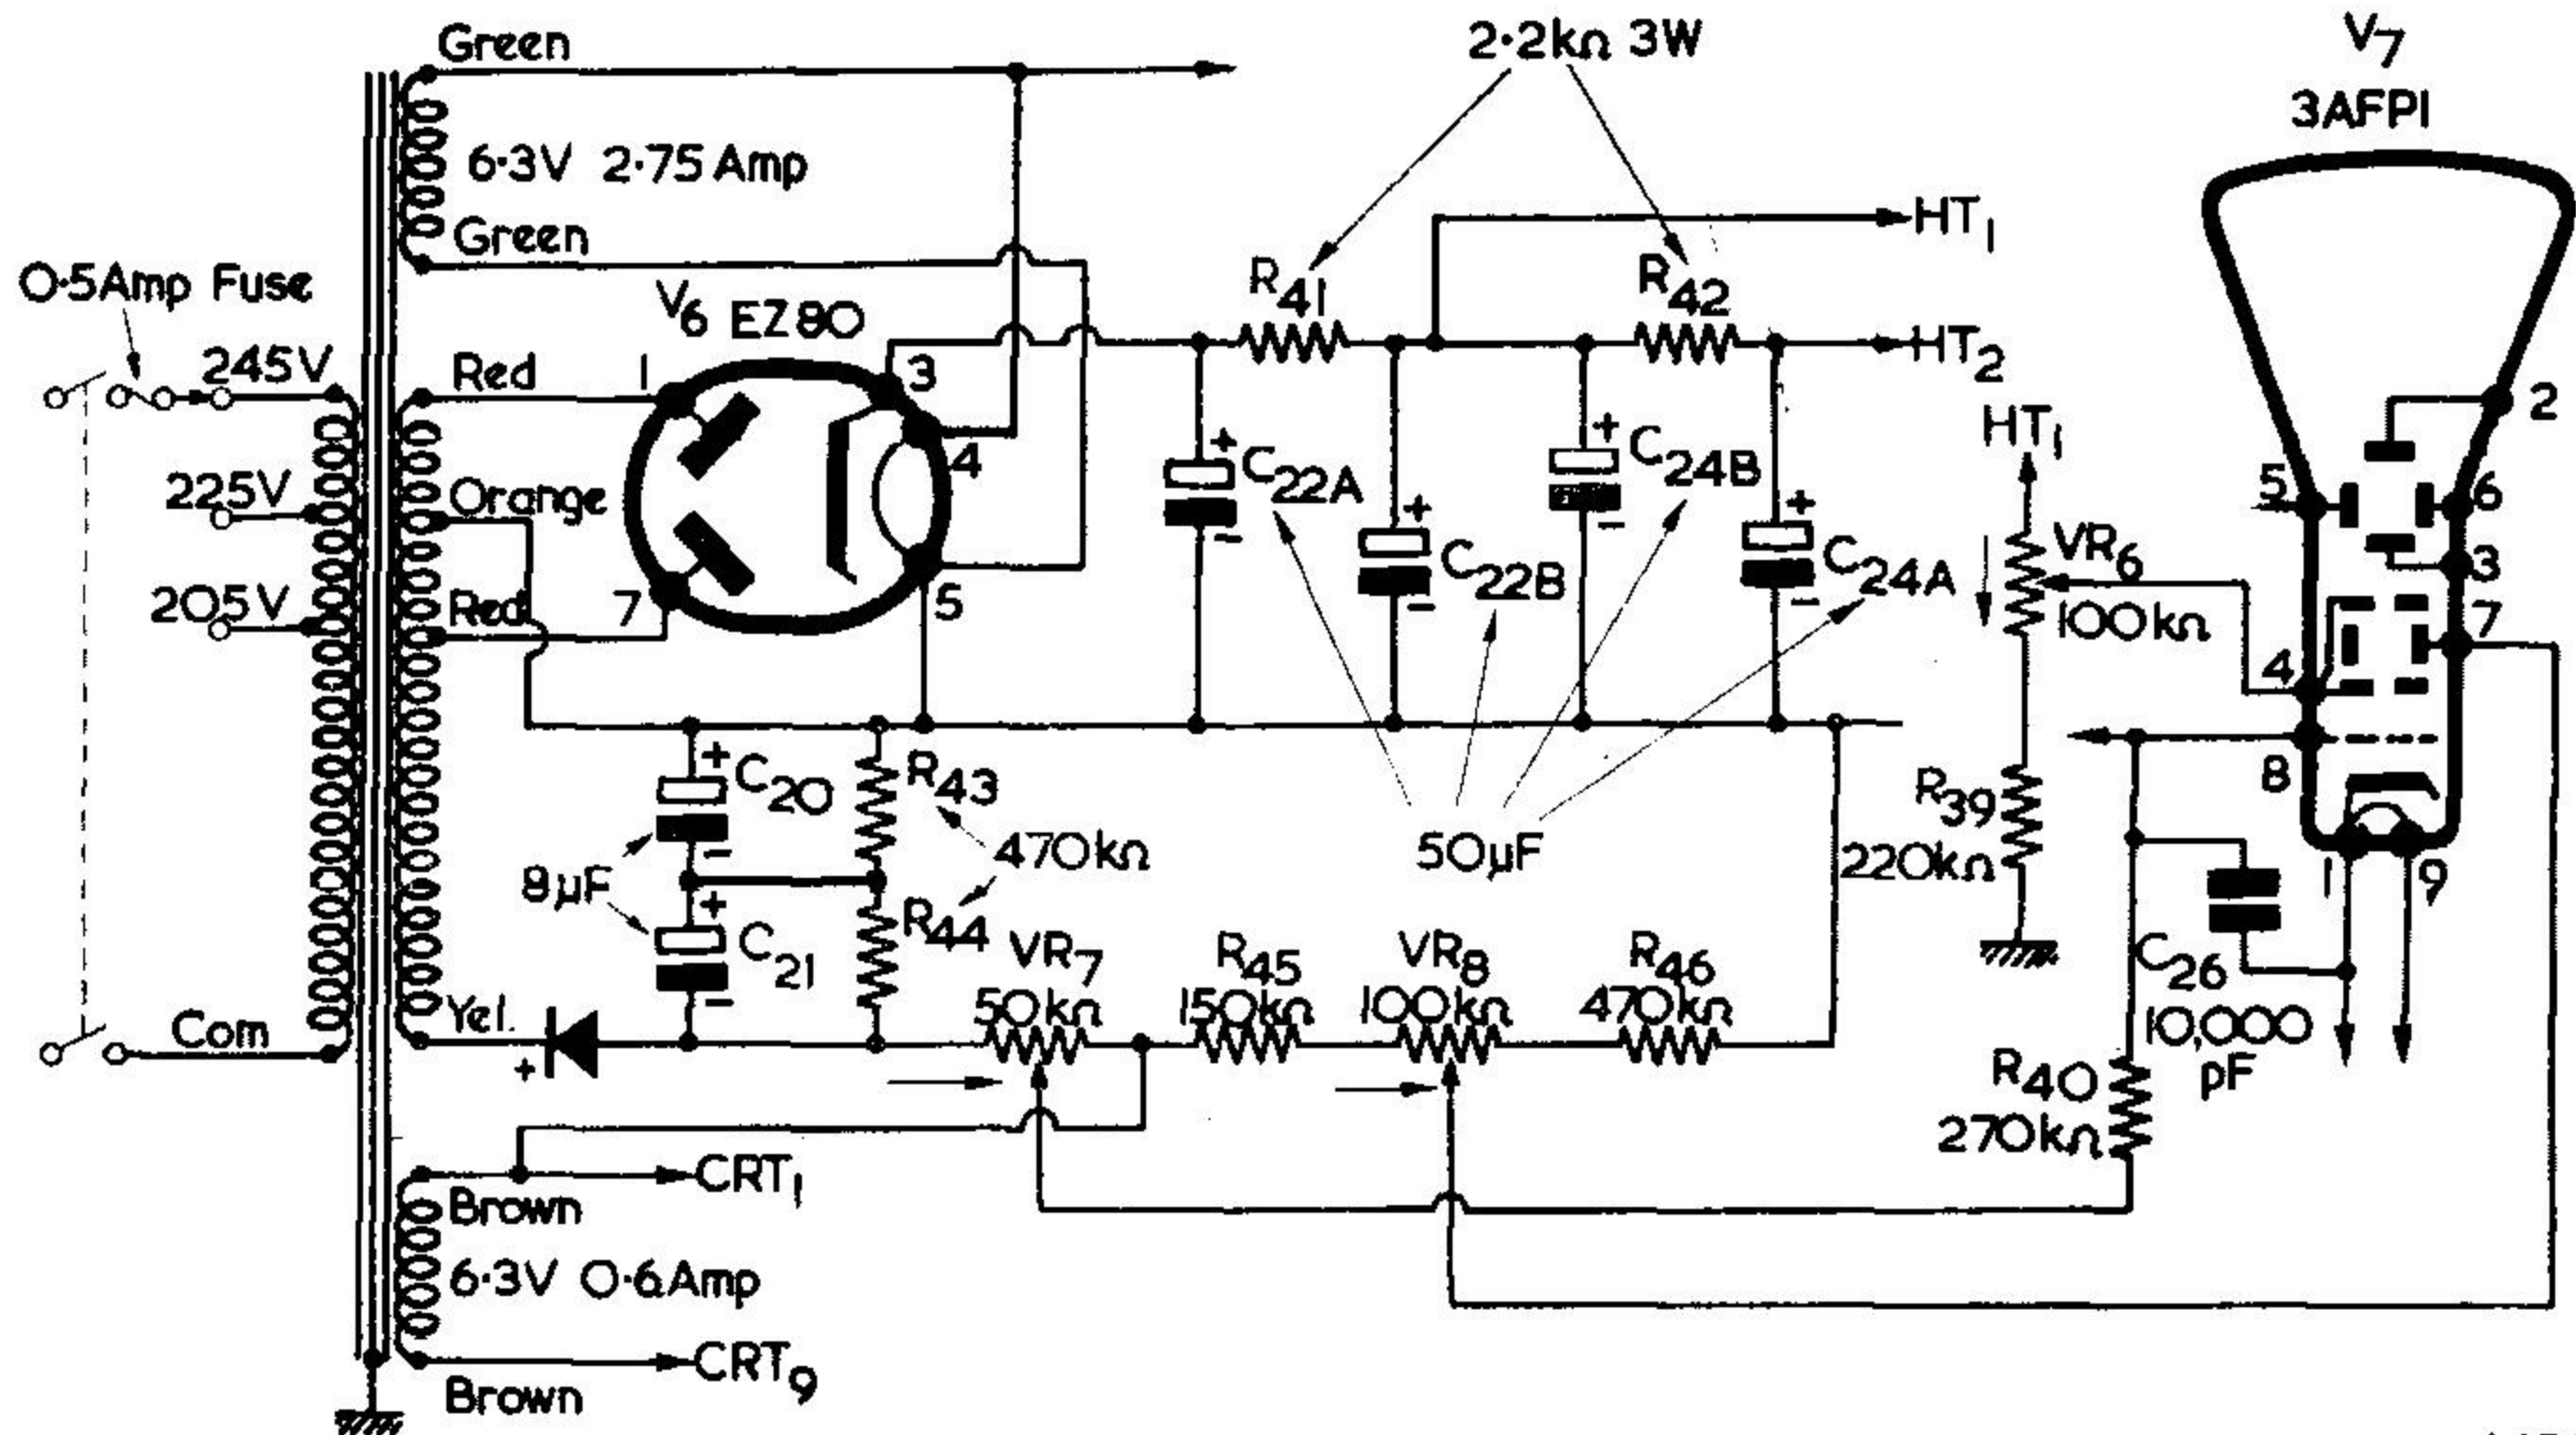 Green
2·2kΩ 3W
V7
3AFP1
6·3V 2·75 Amp
Green
HT1
0·5Amp Fuse
V6 EZ80
R41
R42
HT2
245V
Red
1
3
4
2
HT1
225V
Orange
C22A
C24B
5
6
C22B
C24A
VR6
100kΩ
3
205V
Red
7
5
4
7
8
C20
R43
R39
220kΩ
470kΩ
50µF
8µF
1
9
R44
C21
VR7
50kΩ
R45
150kΩ
VR8
100kΩ
R46
470kΩ
C26
10,000
pF
Com
Yel.
+
R40
270kΩ
CRT1
Brown
6·3V 0·6Amp
CRT9
Brown